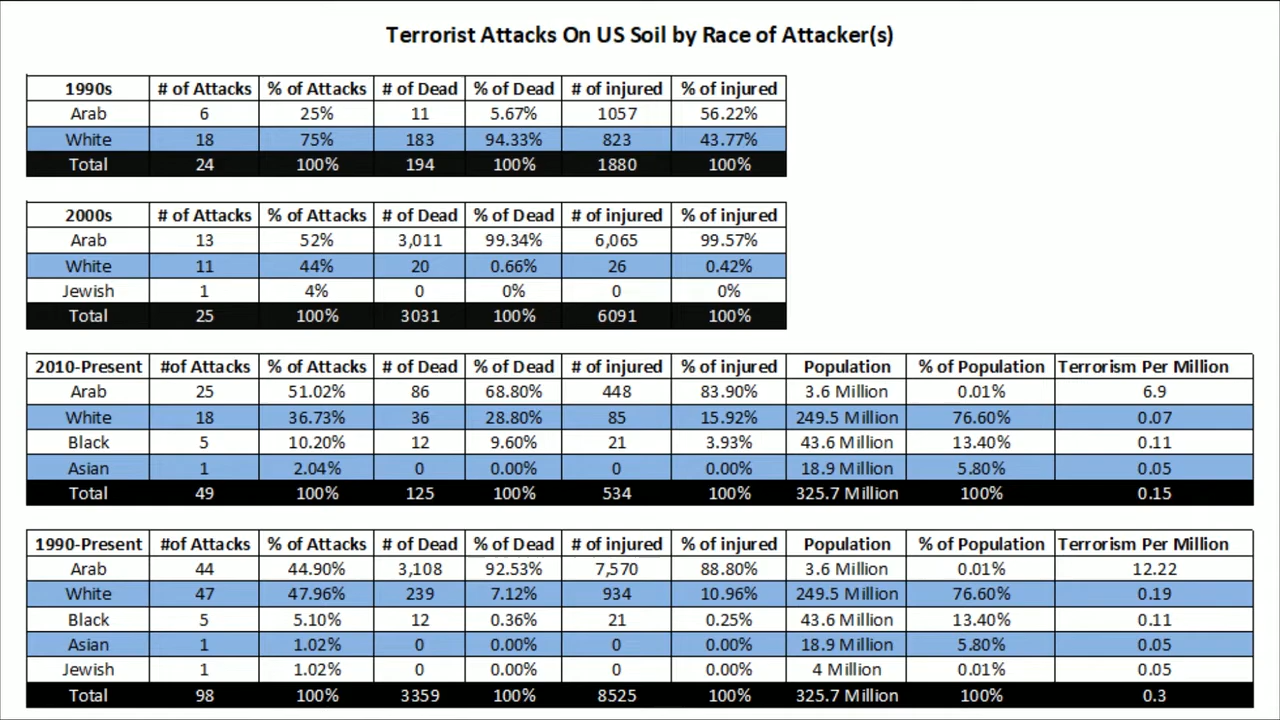 Terrorist Attacks On US Soil by Race of Attacker(s)
1990s # of Attacks % of Attacks # of Dead % of Dead # of injured % of injured
Arab 6 25% 11 5.67% 1057 56.22%
White 18 75% 183 94.33% 823 43.77%
Total 24 100% 194 100% 1880 100%
2000s # of Attacks % of Attacks # of Dead % of Dead # of injured % of injured
Arab 13 52% 3,011 99.34% 6,065 99.57%
White 11 44% 20 0.66% 26 0.42%
Jewish 1 4% 0 0% 0 0%
Total 25 100% 3031 100% 6091 100%
2010-Present #of Attacks % of Attacks # of Dead % of Dead # of injured % of injured Population % of Population Terrorism Per Million
Arab 25 51.02% 86 68.80% 448 83.90% 3.6 Million 0.01% 6.9
White 18 36.73% 36 28.80% 85 15.92% 249.5 Million 76.60% 0.07
Black 5 10.20% 12 9.60% 21 3.93% 43.6 Million 13.40% 0.11
Asian 1 2.04% 0 0.00% 0 0.00% 18.9 Million 5.80% 0.05
Total 49 100% 125 100% 534 100% 325.7 Million 100% 0.15
1990-Present #of Attacks % of Attacks # of Dead % of Dead # of injured % of injured Population % of Population Terrorism Per Million
Arab 44 44.90% 3,108 92.53% 7,570 88.80% 3.6 Million 0.01% 12.22
White 47 47.96% 239 7.12% 934 10.96% 249.5 Million 76.60% 0.19
Black 5 5.10% 12 0.36% 21 0.25% 43.6 Million 13.40% 0.11
Asian 1 1.02% 0 0.00% 0 0.00% 18.9 Million 5.80% 0.05
Jewish 1 1.02% 0 0.00% 0 0.00% 4 Million 0.01% 0.05
Total 98 100% 3359 100% 8525 100% 325.7 Million 100% 0.3